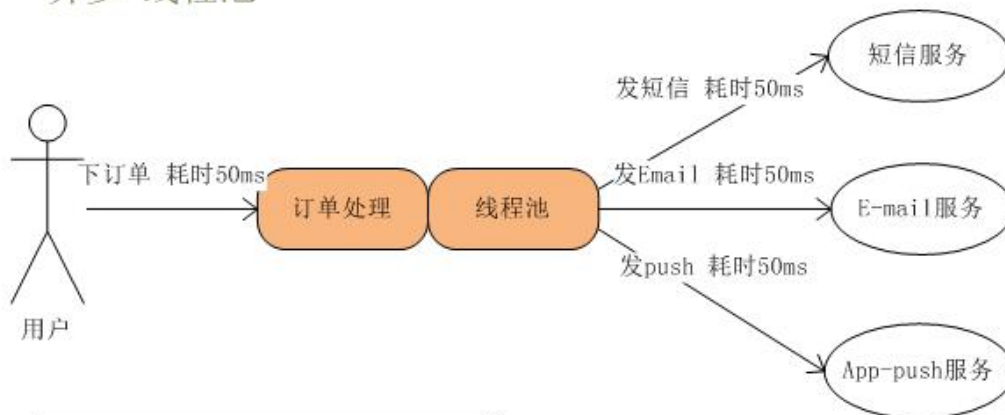 短信服务
发短信 耗时50ms
下订单 耗时50ms
发Email 耗时50ms
订单处理
线程池
E-mail服务
发push 耗时50ms
用户
App-push服务